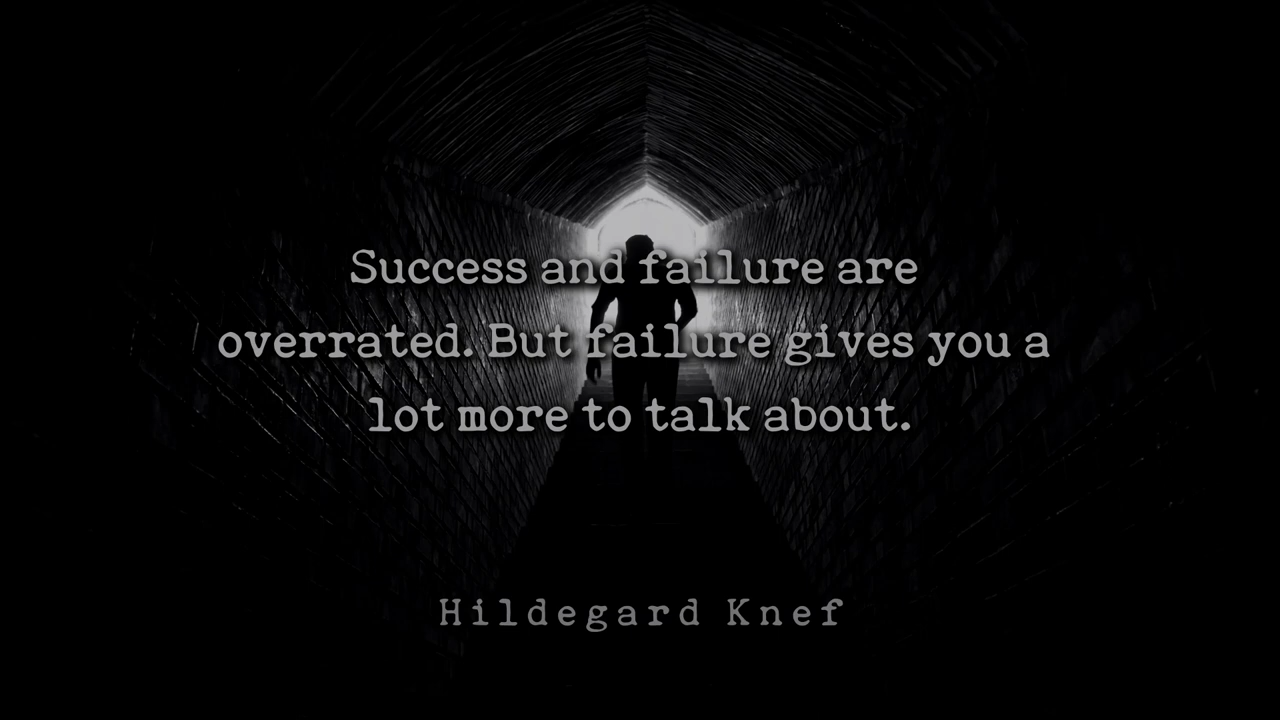 Success and failure are
overrated. But failure gives you a
lot more to talk about.
Hildegard Knef